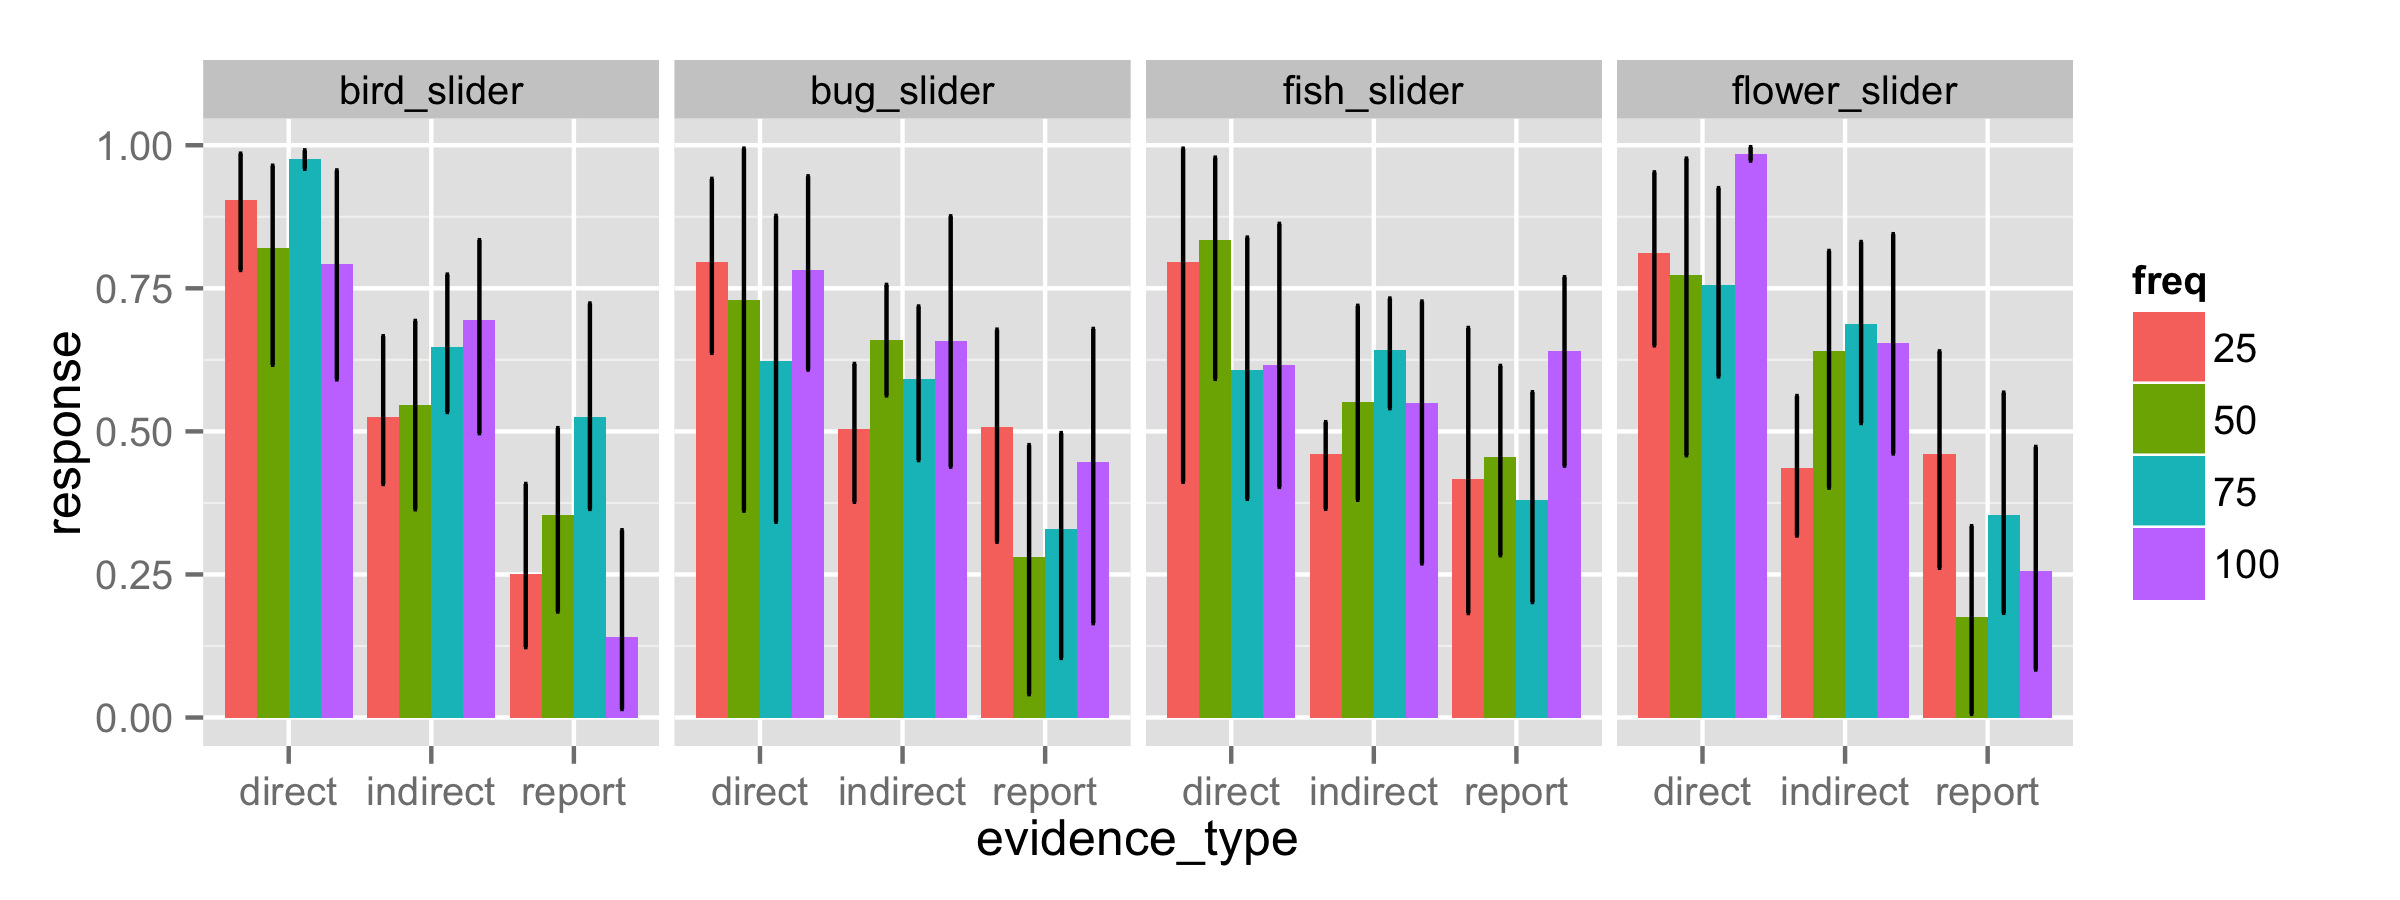 bird_slider bug_slider fish_slider flower_slider
1.00
0.75
0.50
0.25
0.00
response
direct indirect report direct indirect report direct indirect report direct indirect report
evidence_type
freq
25
50
75
100